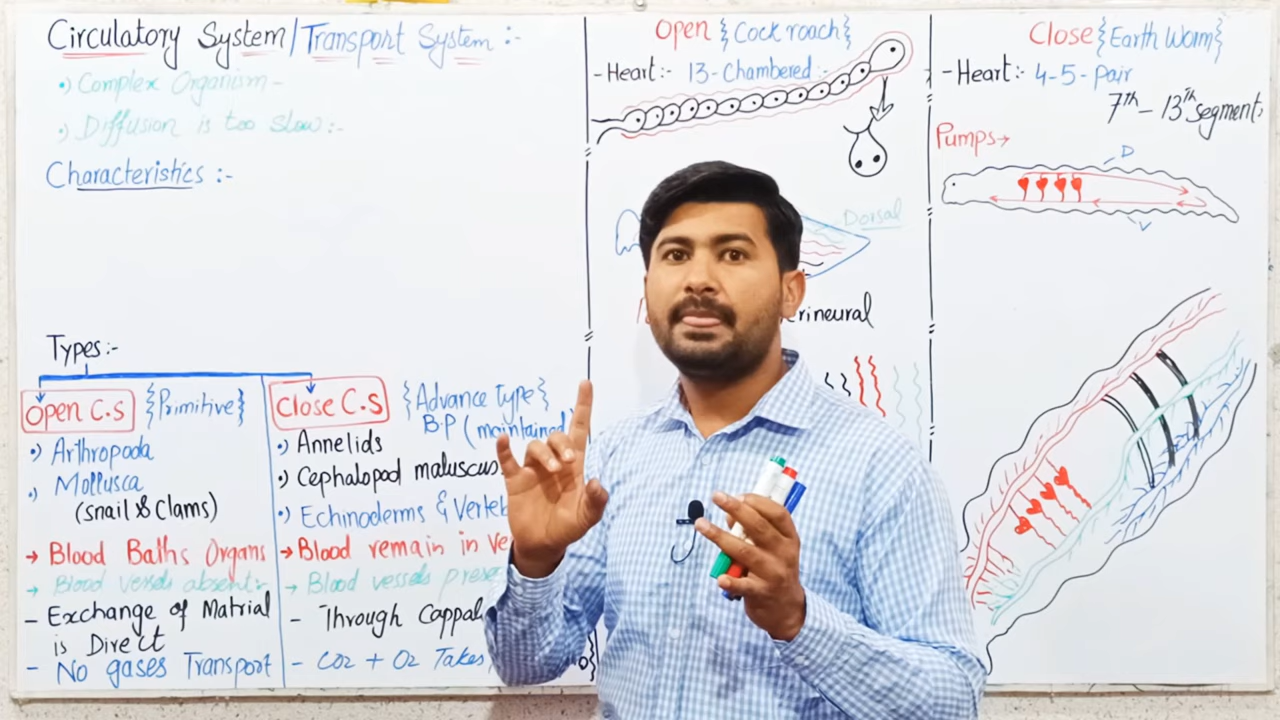 Circulatory System/Transport System :-
•) Complex Organism -
•) Diffusion is too Slow:-
Characteristics :-
Types :-
Open C.S {Primitive}
•) Arthropoda
•) Mollusca
(Snail & Clams)
→ Blood Baths Organs
→ Blood vessels absent:-
- Exchange of Matrial
is Direct
- No gases Transport
Close C.S {Advance type}
B.P (maintained)
•) Annelids
•) Cephalopod maluscus
•) Echinoderms & Verteb
→ Blood remain in ve
→ Blood vessels prese
- Through Cappal
- CO2 + O2 Takes
Open {Cockroach}
- Heart:- 13-Chambered:-
Dorsal
erineural
Close {Earth Worm}
- Heart:- 4-5-Pair
7th - 13th segment
Pumps→
D
V